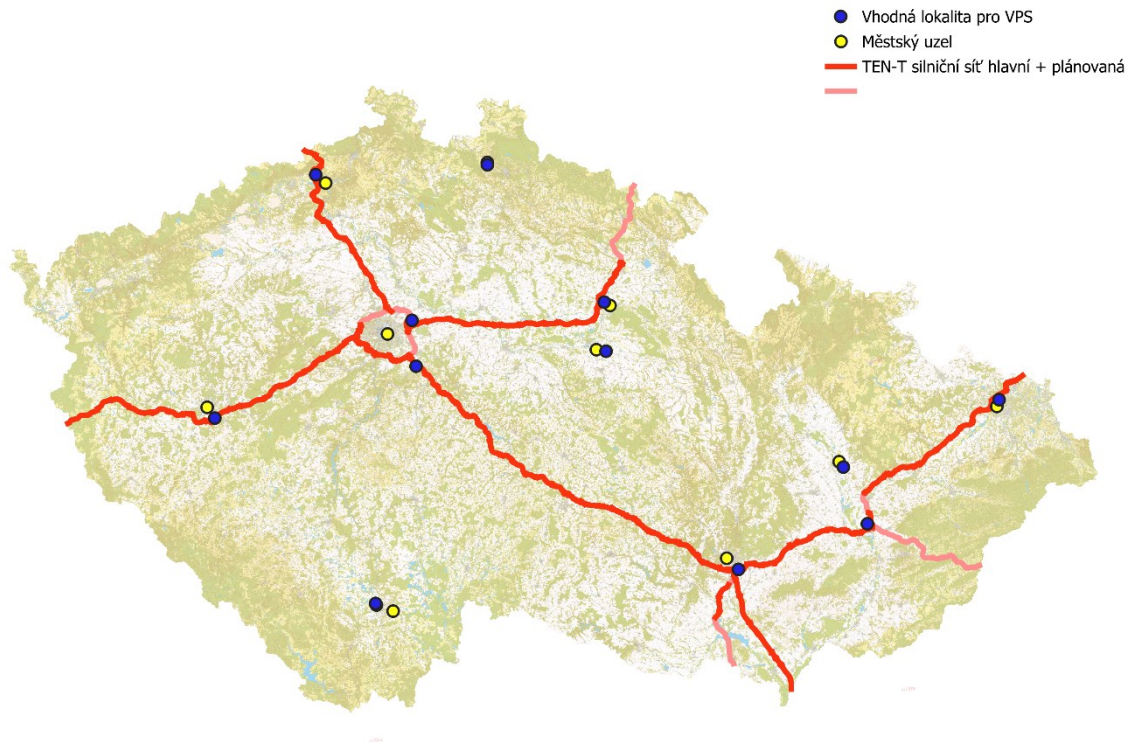 Vhodná lokalita pro VPS
Městský uzel
TEN-T silniční síť hlavní + plánovaná